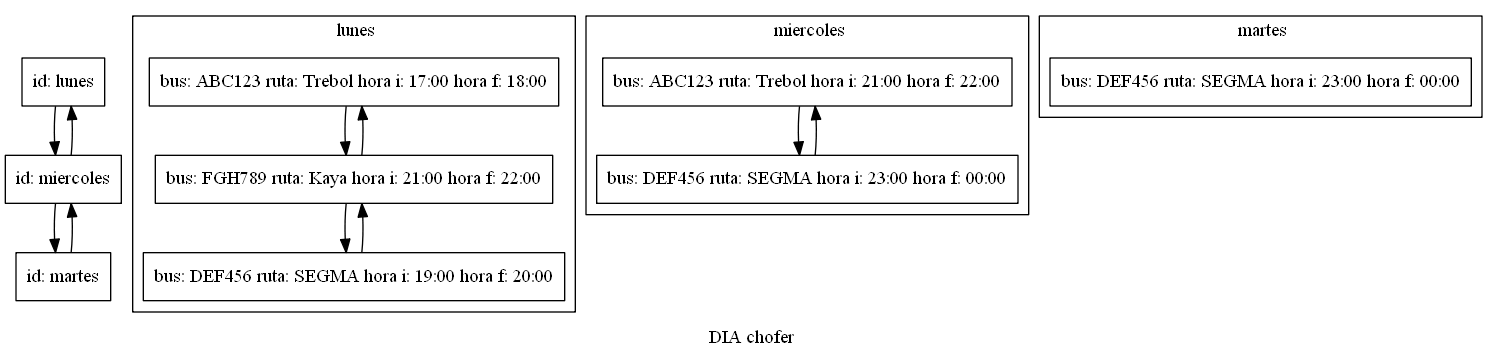 id: lunes
id: miercoles
id: martes
lunes
bus: ABC123 ruta: Trebol hora i: 17:00 hora f: 18:00
bus: FGH789 ruta: Kaya hora i: 21:00 hora f: 22:00
bus: DEF456 ruta: SEGMA hora i: 19:00 hora f: 20:00
miercoles
bus: ABC123 ruta: Trebol hora i: 21:00 hora f: 22:00
bus: DEF456 ruta: SEGMA hora i: 23:00 hora f: 00:00
martes
bus: DEF456 ruta: SEGMA hora i: 23:00 hora f: 00:00
DIA chofer